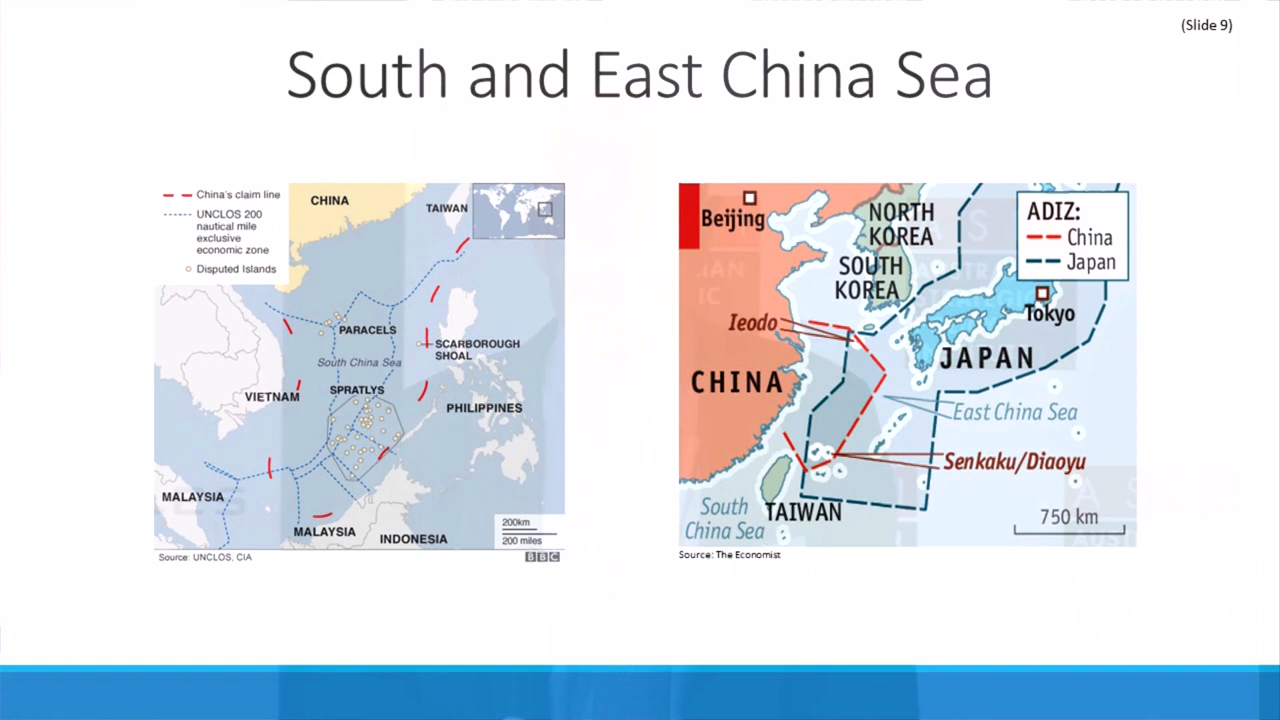 (Slide 9)
South and East China Sea
China's claim line
UNCLOS 200
nautical mile
exclusive
economic zone
Disputed Islands
CHINA
TAIWAN
PARACELS
South China Sea
SCARBOROUGH
SHOAL
SPRATLYS
VIETNAM
PHILIPPINES
MALAYSIA
MALAYSIA
INDONESIA
200km
200 miles
Source: UNCLOS, CIA
BBC
Beijing
NORTH
KOREA
SOUTH
KOREA
ADIZ:
China
Japan
Ieodo
Tokyo
JAPAN
CHINA
East China Sea
Senkaku/Diaoyu
South
China Sea
TAIWAN
750 km
Source: The Economist